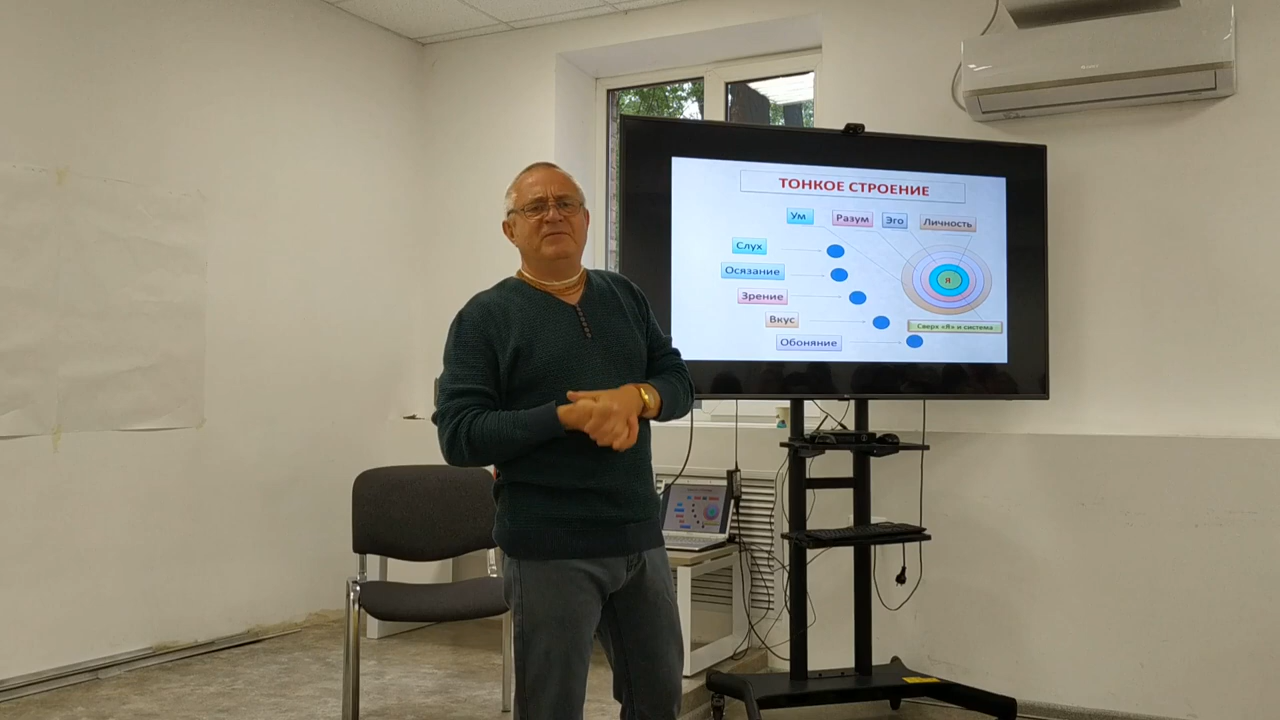 ТОНКОЕ СТРОЕНИЕ
Ум Разум Эго Личность
Слух
Осязание
Зрение
Вкус
Обоняние
Я
Сверх «Я» и система